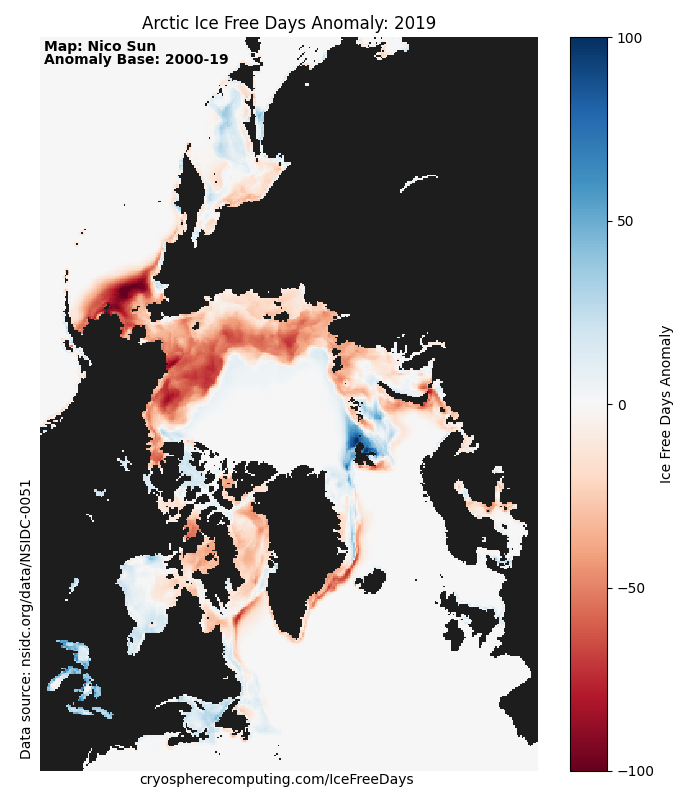 Arctic Ice Free Days Anomaly: 2019
Map: Nico Sun
Anomaly Base: 2000-19
100
50
0
−50
−100
Ice Free Days Anomaly
Data source: nsidc.org/data/NSIDC-0051
cryospherecomputing.com/IceFreeDays